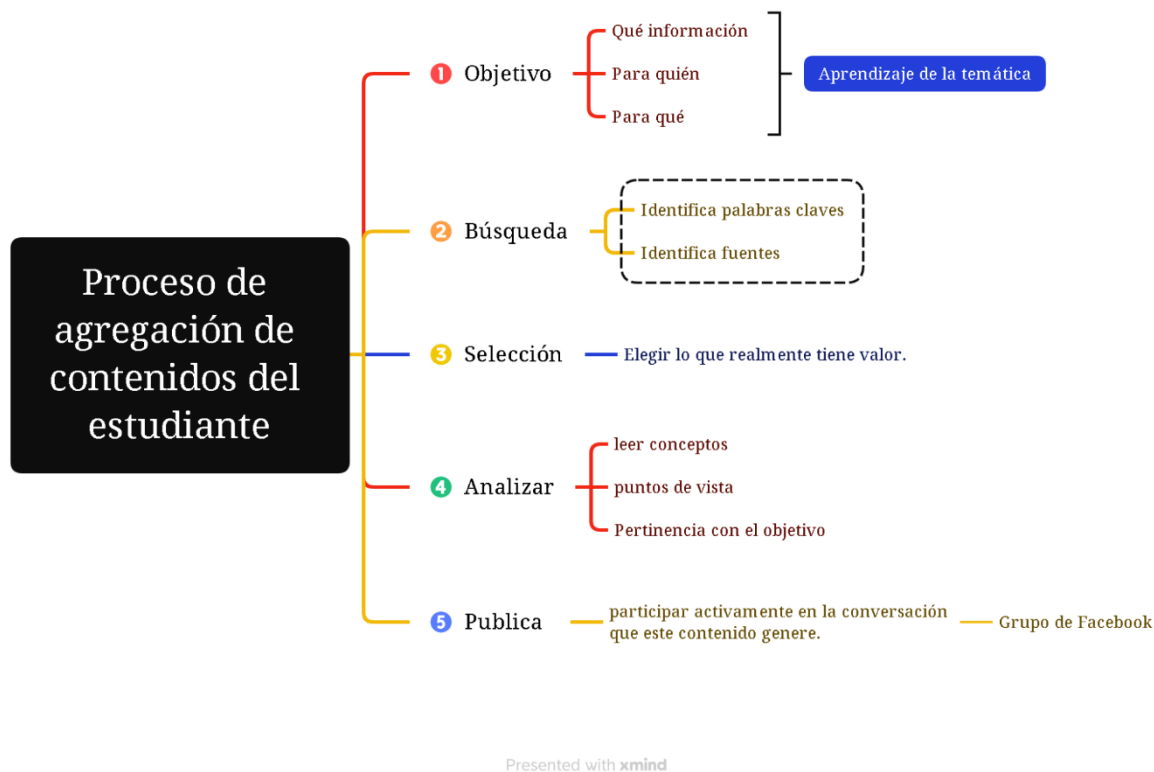 Proceso de
agregación de
contenidos del
estudiante
1 Objetivo
Qué información
Para quién
Para qué
Aprendizaje de la temática
2 Búsqueda
Identifica palabras claves
Identifica fuentes
3 Selección
Elegir lo que realmente tiene valor.
4 Analizar
leer conceptos
puntos de vista
Pertinencia con el objetivo
5 Publica
participar activamente en la conversación
que este contenido genere.
Grupo de Facebook
Presented with xmind